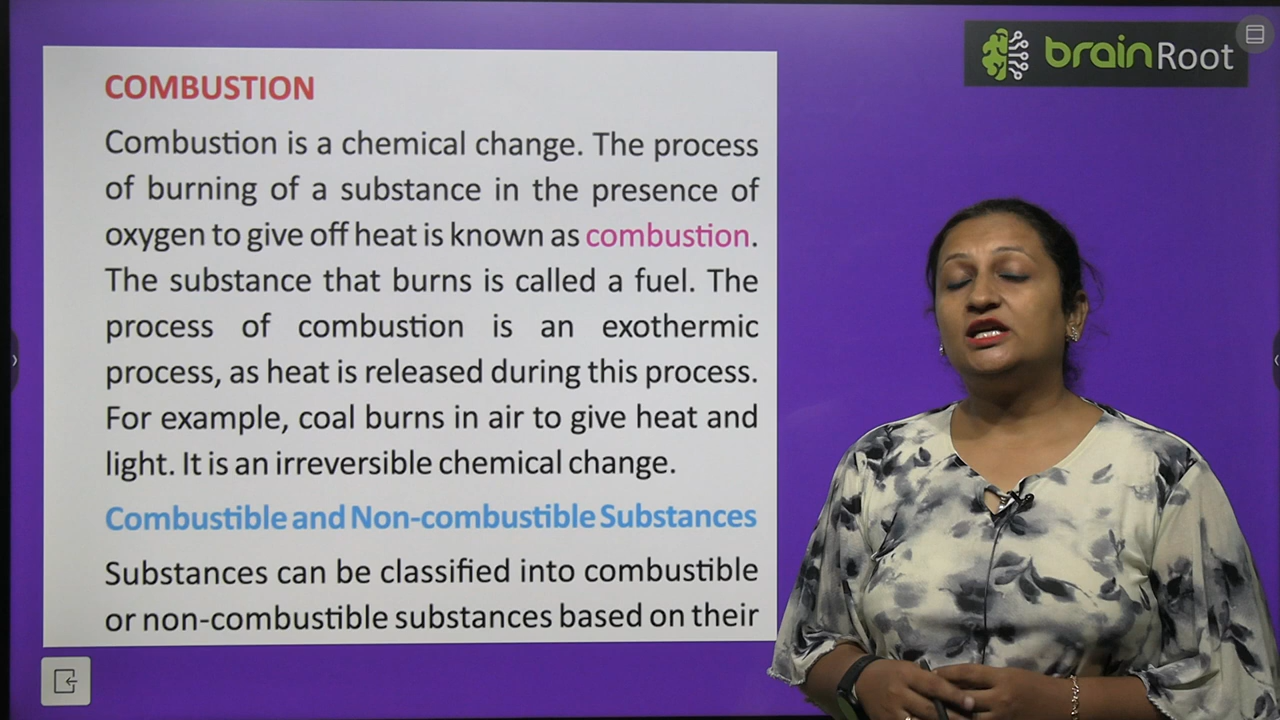 brainRoot
COMBUSTION
Combustion is a chemical change. The process
of burning of a substance in the presence of
oxygen to give off heat is known as combustion.
The substance that burns is called a fuel. The
process of combustion is an exothermic
process, as heat is released during this process.
For example, coal burns in air to give heat and
light. It is an irreversible chemical change.
Combustible and Non-combustible Substances
Substances can be classified into combustible
or non-combustible substances based on their